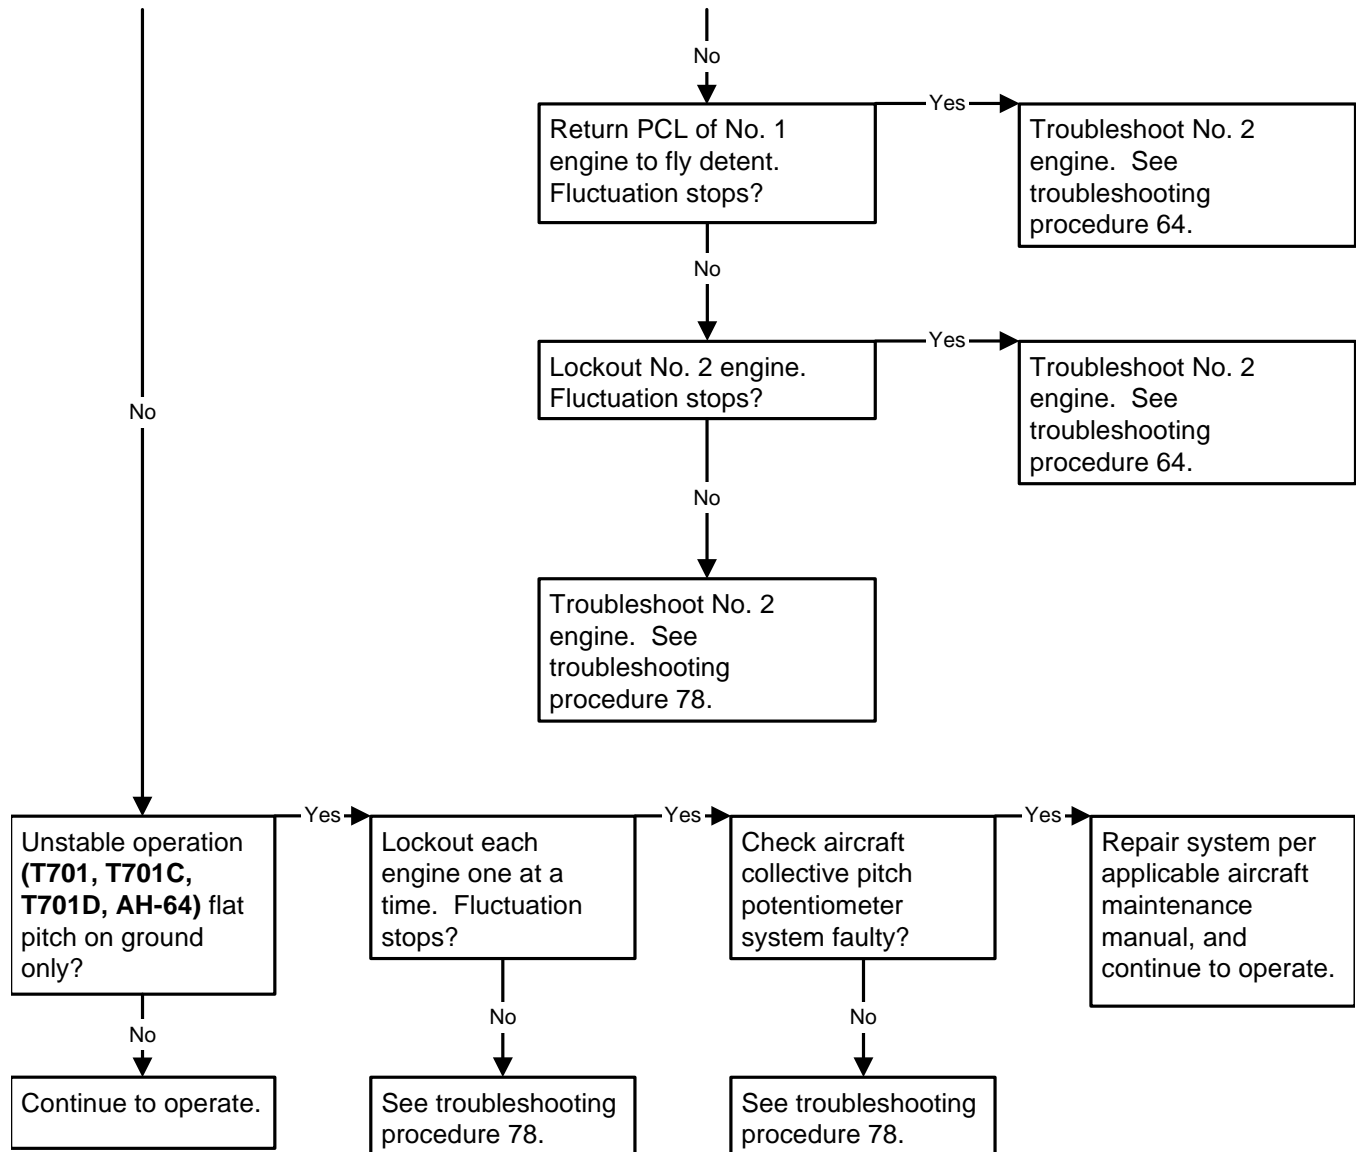 No
Return PCL of No. 1
engine to fly detent.
Fluctuation stops?
Yes
Troubleshoot No. 2
engine.  See
troubleshooting
procedure 64.
No
Lockout No. 2 engine.
Fluctuation stops?
Yes
Troubleshoot No. 2
engine.  See
troubleshooting
procedure 64.
No
No
Troubleshoot No. 2
engine.  See
troubleshooting
procedure 78.
Unstable operation
(T701, T701C,
T701D, AH-64) flat
pitch on ground
only?
Yes
Lockout each
engine one at a
time.  Fluctuation
stops?
Yes
Check aircraft
collective pitch
potentiometer
system faulty?
Yes
Repair system per
applicable aircraft
maintenance
manual, and
continue to operate.
No
No
No
Continue to operate.
See troubleshooting
procedure 78.
See troubleshooting
procedure 78.